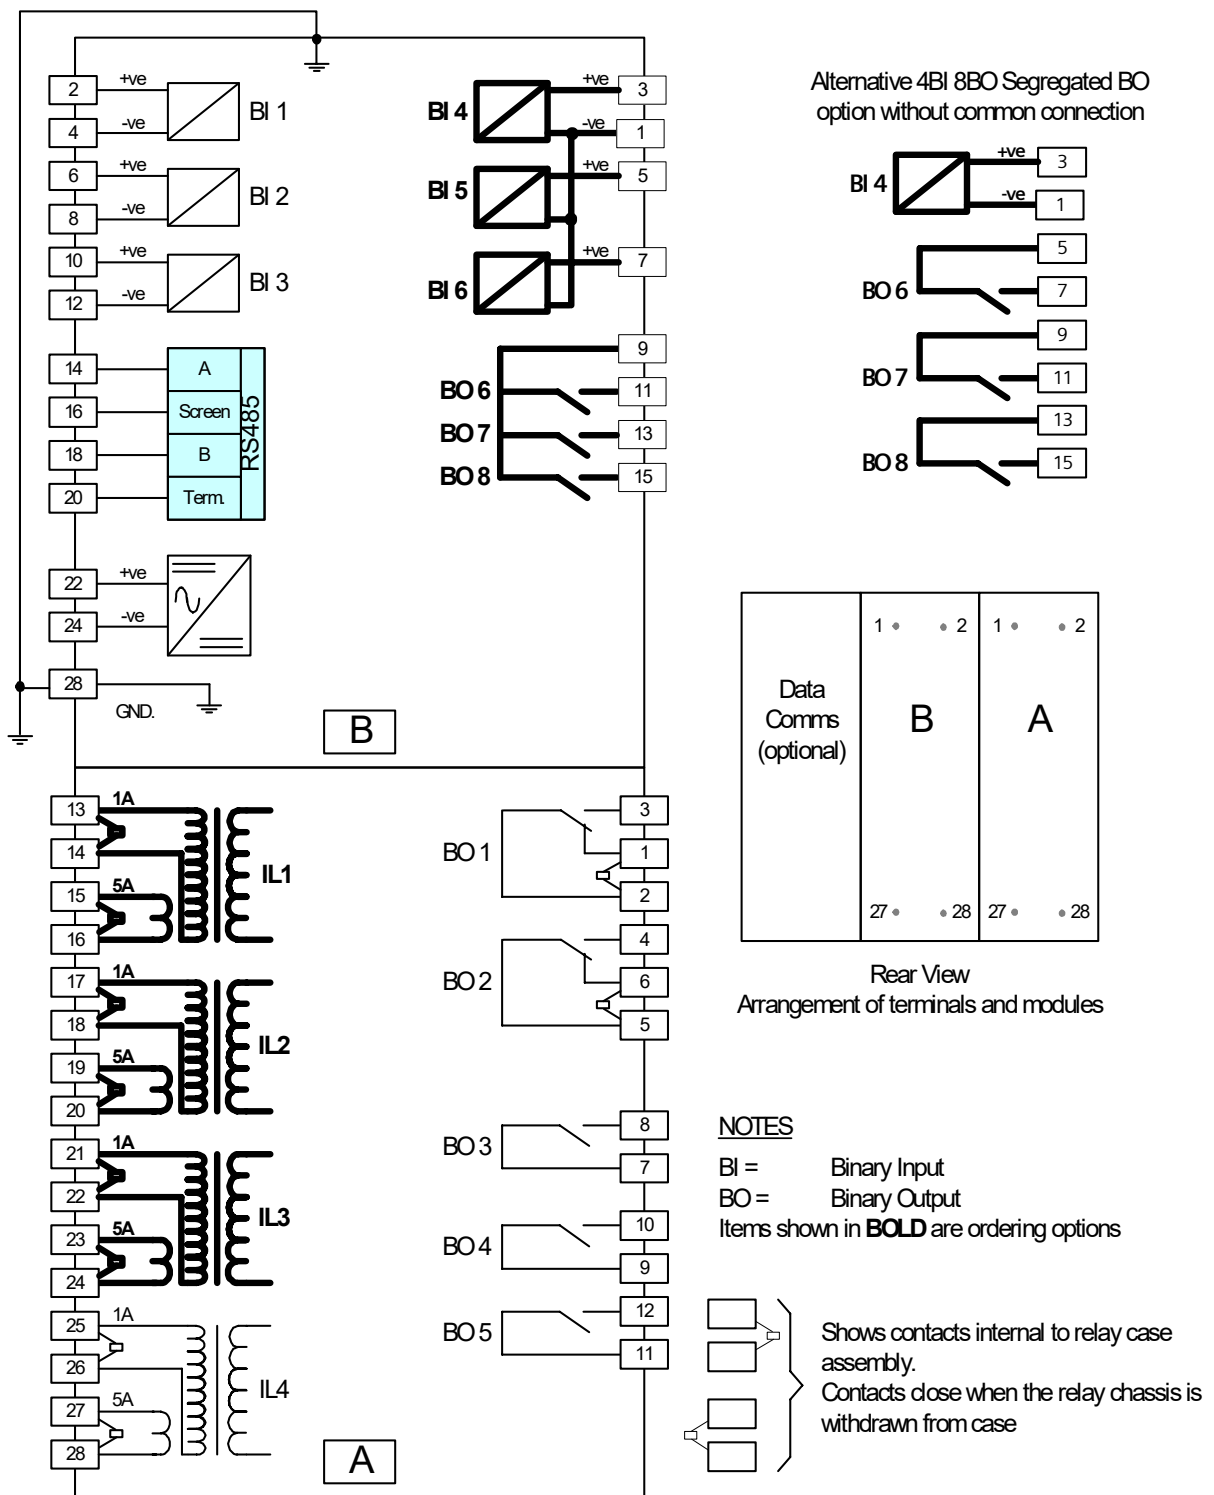 2 +ve
BI 1
4 -ve
6 +ve
BI 2
8 -ve
10 +ve
BI 3
12 -ve
14 A
16 Screen
18 B
20 Term.
RS485
22 +ve
24 -ve
28
GND.
BI 4
+ve 3
-ve 1
BI 5
+ve 5
BI 6
+ve 7
9
BO 6 11
BO 7 13
BO 8 15
B
Alternative 4BI 8BO Segregated BO
option without common connection
BI 4
+ve 3
-ve 1
5
BO 6 7
9
BO 7 11
13
BO 8 15
Data
Comms
(optional)
1 2
B
27 28
1 2
A
27 28
Rear View
Arrangement of terminals and modules
13 1A
14
IL1
15 5A
16
17 1A
18
IL2
19 5A
20
21 1A
22
IL3
23 5A
24
25 1A
26
IL4
27 5A
28
BO 1
3
1
2
BO 2
4
6
5
BO 3
8
7
BO 4
10
9
BO 5
12
11
A
NOTES
BI = Binary Input
BO = Binary Output
Items shown in BOLD are ordering options
Shows contacts internal to relay case
assembly.
Contacts close when the relay chassis is
withdrawn from case